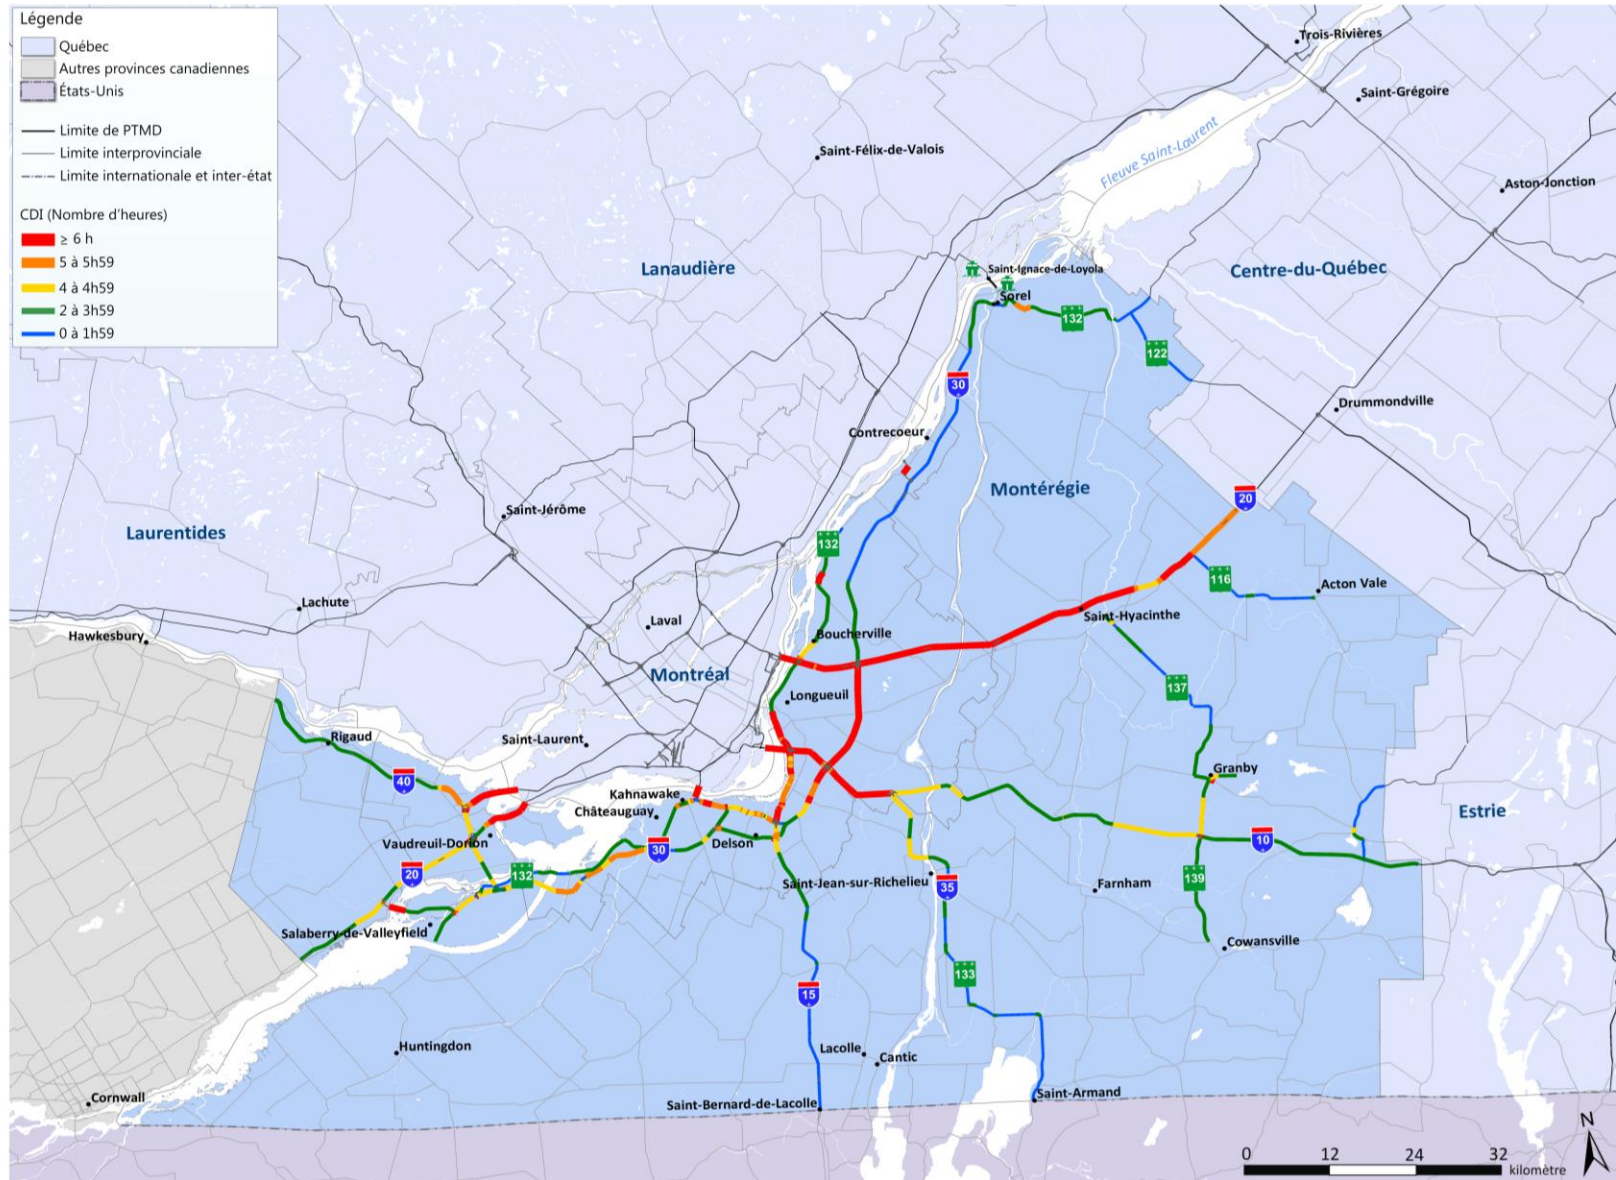 Légende
Québec
Autres provinces canadiennes
États-Unis
Limite de PTMD
Limite interprovinciale
Limite internationale et inter-état
CDI (Nombre d'heures)
≥ 6 h
5 à 5h59
4 à 4h59
2 à 3h59
0 à 1h59
Trois-Rivières
Saint-Grégoire
Fleuve Saint-Laurent
Saint-Félix-de-Valois
Aston-Jonction
Lanaudière
Saint-Ignace-de-Loyola
Centre-du-Québec
Sorel
132
122
30
Drummondville
Contrecoeur
Montérégie
20
Saint-Jérôme
Laurentides
132
116
Acton Vale
Lachute
Saint-Hyacinthe
Laval
Hawkesbury
Boucherville
Montréal
137
Longueuil
Rigaud
Saint-Laurent
Granby
40
Kahnawake
Châteauguay
Estrie
Vaudreuil-Dorion
30
Delson
10
20
132
Saint-Jean-sur-Richelieu
35
Farnham
139
Salaberry-de-Valleyfield
Cowansville
133
15
Huntingdon
Lacolle
Cantic
Cornwall
Saint-Bernard-de-Lacolle
Saint-Armand
N
0 12 24 32
kilomètre